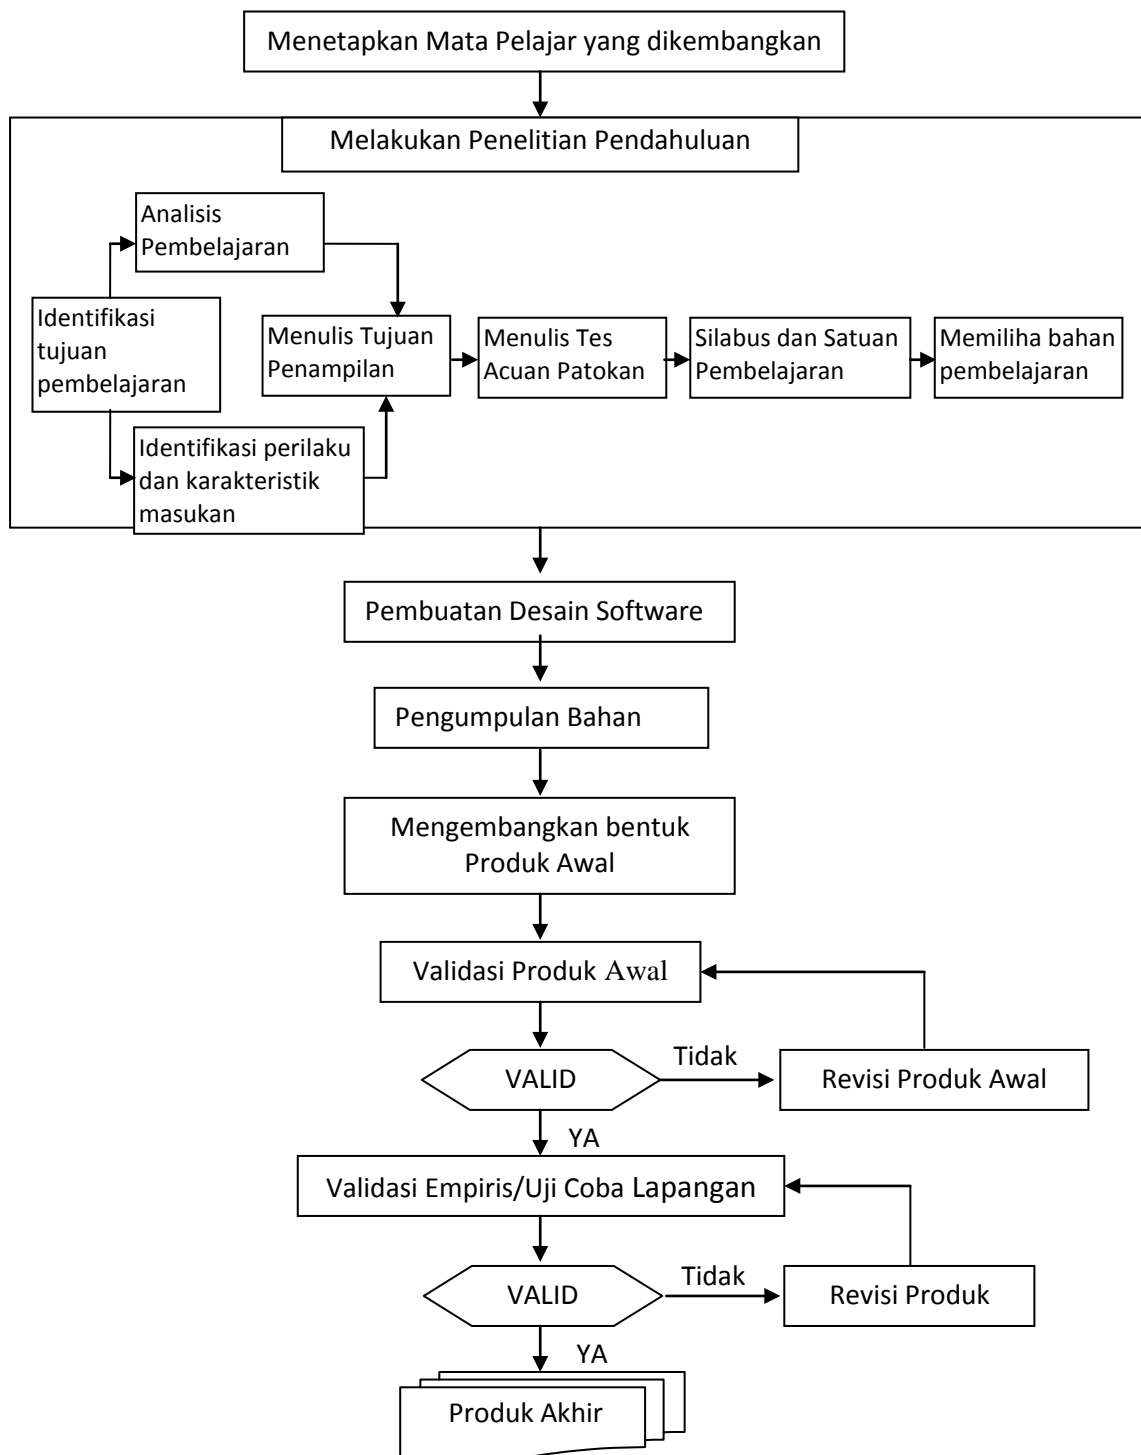 Menetapkan Mata Pelajar yang dikembangkan
Melakukan Penelitian Pendahuluan
Analisis
Pembelajaran
Identifikasi
tujuan
pembelajaran
Menulis Tujuan
Penampilan
Menulis Tes
Acuan Patokan
Silabus dan Satuan
Pembelajaran
Memiliha bahan
pembelajaran
Identifikasi perilaku
dan karakteristik
masukan
Pembuatan Desain Software
Pengumpulan Bahan
Mengembangkan bentuk
Produk Awal
Validasi Produk Awal
VALID
Tidak
Revisi Produk Awal
YA
Validasi Empiris/Uji Coba Lapangan
VALID
Tidak
Revisi Produk
YA
Produk Akhir